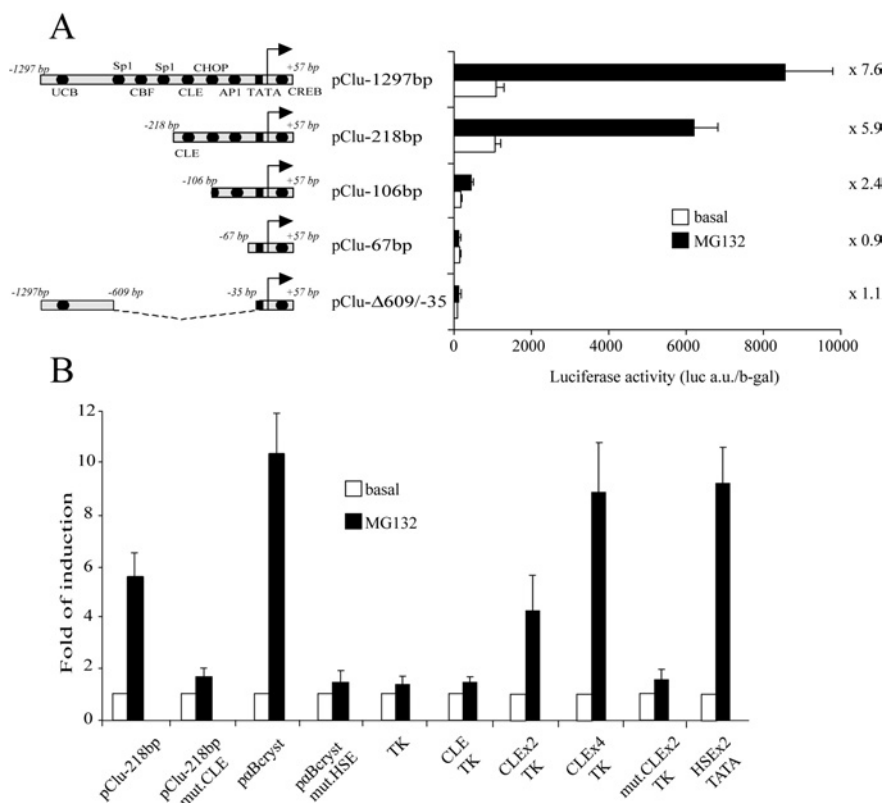 A
-1297 bp
Sp1
Sp1
CHOP
+57 bp
UCB
CBF
CLE
AP1
TATA
CREB
pClu-1297bp
x 7.6
-218 bp
+57 bp
CLE
pClu-218bp
x 5.9
-106 bp
+57 bp
pClu-106bp
x 2.4
-67 bp
+57 bp
pClu-67bp
x 0.9
-1297bp
-609 bp
-35 bp
+57 bp
pClu-Δ609/-35
x 1.1
basal
MG132
0 2000 4000 6000 8000 10000
Luciferase activity (luc a.u./b-gal)
B
Fold of induction
12
10
8
6
4
2
0
basal
MG132
pClu-218bp
pClu-218bp
mut.CLE
pαBcryst
pαBcryst
mut.HSE
TK
CLE
TK
CLEx2
TK
CLEx4
TK
mut.CLEx2
TK
HSEx2
TATA